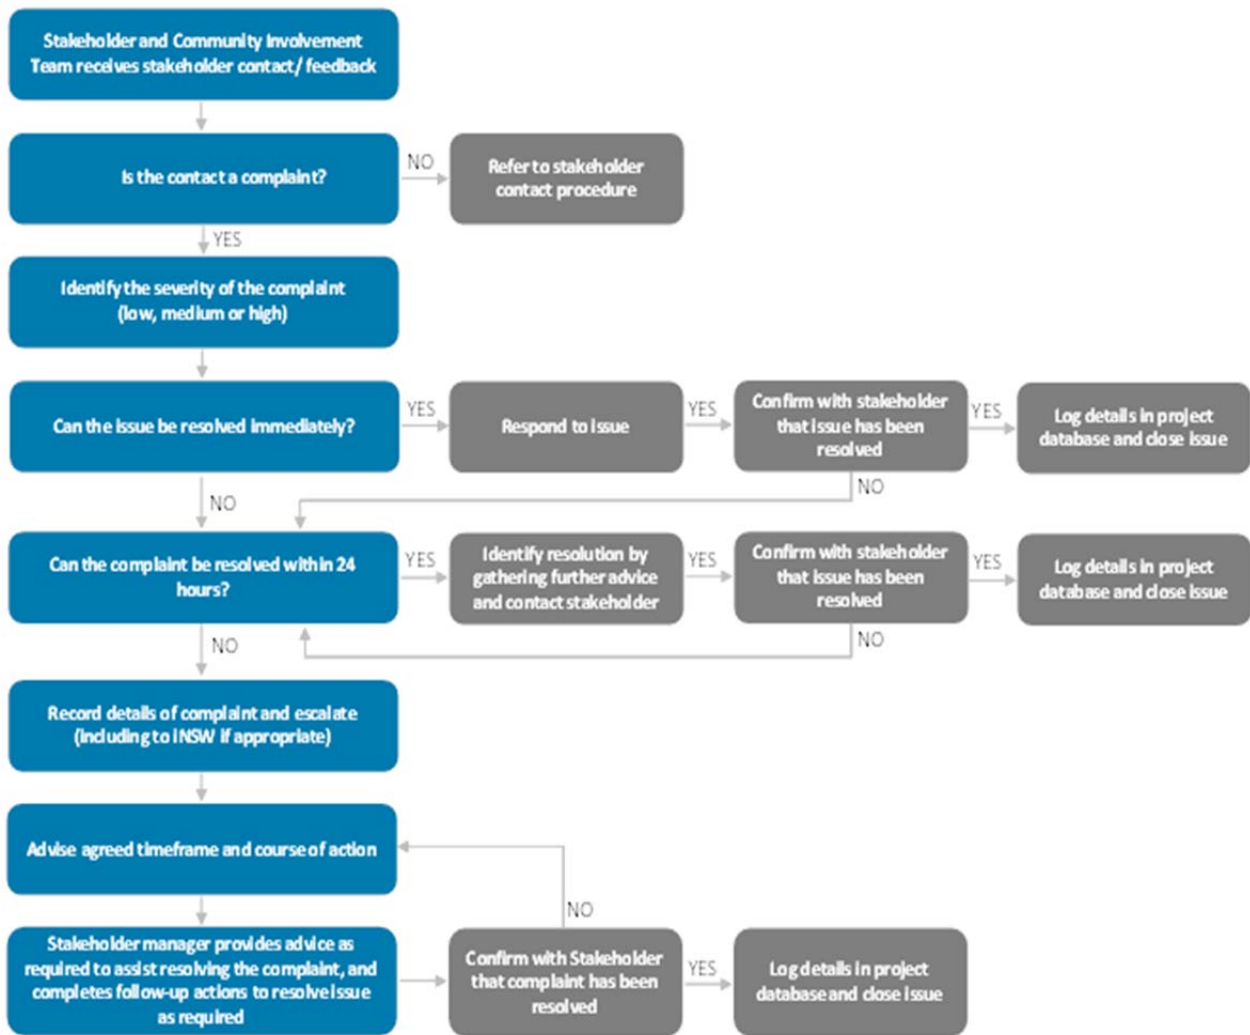 Stakeholder and Community Involvement
Team receives stakeholder contact/ feedback
Is the contact a complaint?
NO
Refer to stakeholder
contact procedure
YES
Identify the severity of the complaint
(low, medium or high)
Can the issue be resolved immediately?
YES
Respond to issue
YES
Confirm with stakeholder
that issue has been
resolved
YES
Log details in project
database and close issue
NO
NO
Can the complaint be resolved within 24
hours?
YES
Identify resolution by
gathering further advice
and contact stakeholder
YES
Confirm with stakeholder
that issue has been
resolved
YES
Log details in project
database and close issue
NO
NO
Record details of complaint and escalate
(including to iNSW if appropriate)
Advise agreed timeframe and course of action
NO
Stakeholder manager provides advice as
required to assist resolving the complaint, and
completes follow-up actions to resolve issue
as required
Confirm with Stakeholder
that complaint has been
resolved
YES
Log details in project
database and close issue